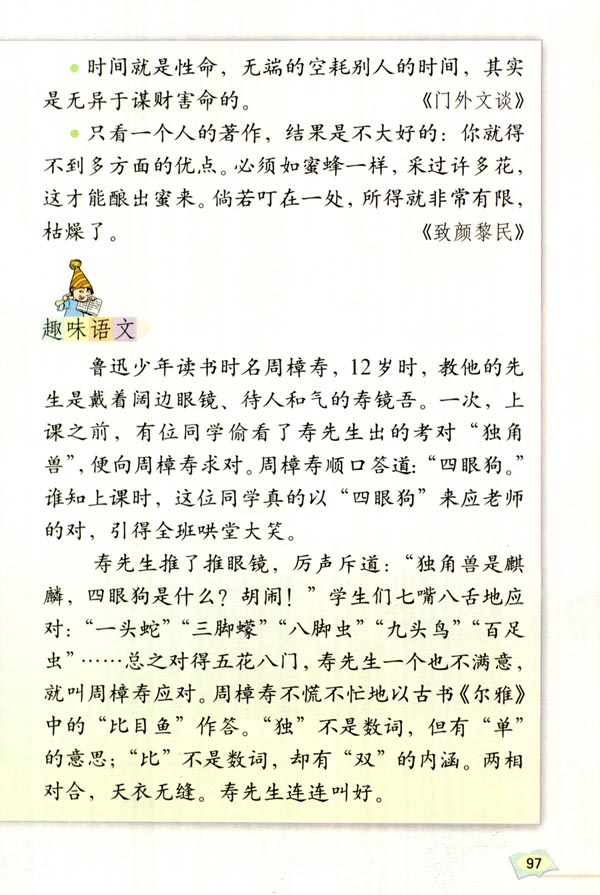 ●时间就是性命，无端的空耗别人的时间，其实
是无异于谋财害命的。 《门外文谈》
●只看一个人的著作，结果是不大好的：你就得
不到多方面的优点。必须如蜜蜂一样，采过许多花，
这才能酿出蜜来。倘若叮在一处，所得就非常有限，
枯燥了。 《致颜黎民》
趣味语文
鲁迅少年读书时名周樟寿，12岁时，教他的先
生是戴着阔边眼镜、待人和气的寿镜吾。一次，上
课之前，有位同学偷看了寿先生出的考对“独角
兽”，便向周樟寿求对。周樟寿顺口答道：“四眼狗。”
谁知上课时，这位同学真的以“四眼狗”来应老师
的对，引得全班哄堂大笑。
寿先生推了推眼镜，厉声斥道：“独角兽是麒
麟，四眼狗是什么？胡闹！”学生们七嘴八舌地应
对：“一头蛇”“三脚蟓”“八脚虫”“九头鸟”“百足
虫”……总之对得五花八门，寿先生一个也不满意，
就叫周樟寿应对。周樟寿不慌不忙地以古书《尔雅》
中的“比目鱼”作答。“独”不是数词，但有“单”
的意思；“比”不是数词，却有“双”的内涵。两相
对合，天衣无缝。寿先生连连叫好。
97